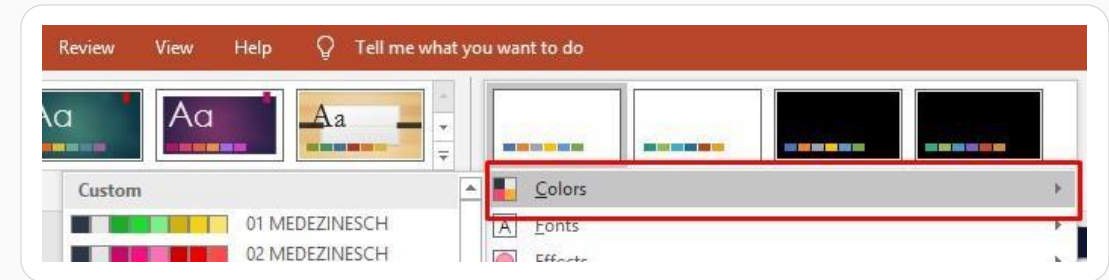 Review View Help Tell me what you want to do
Aa Aa Aa
Custom
01 MEDEZINESCH
02 MEDEZINESCH
Colors
A Fonts
Effects